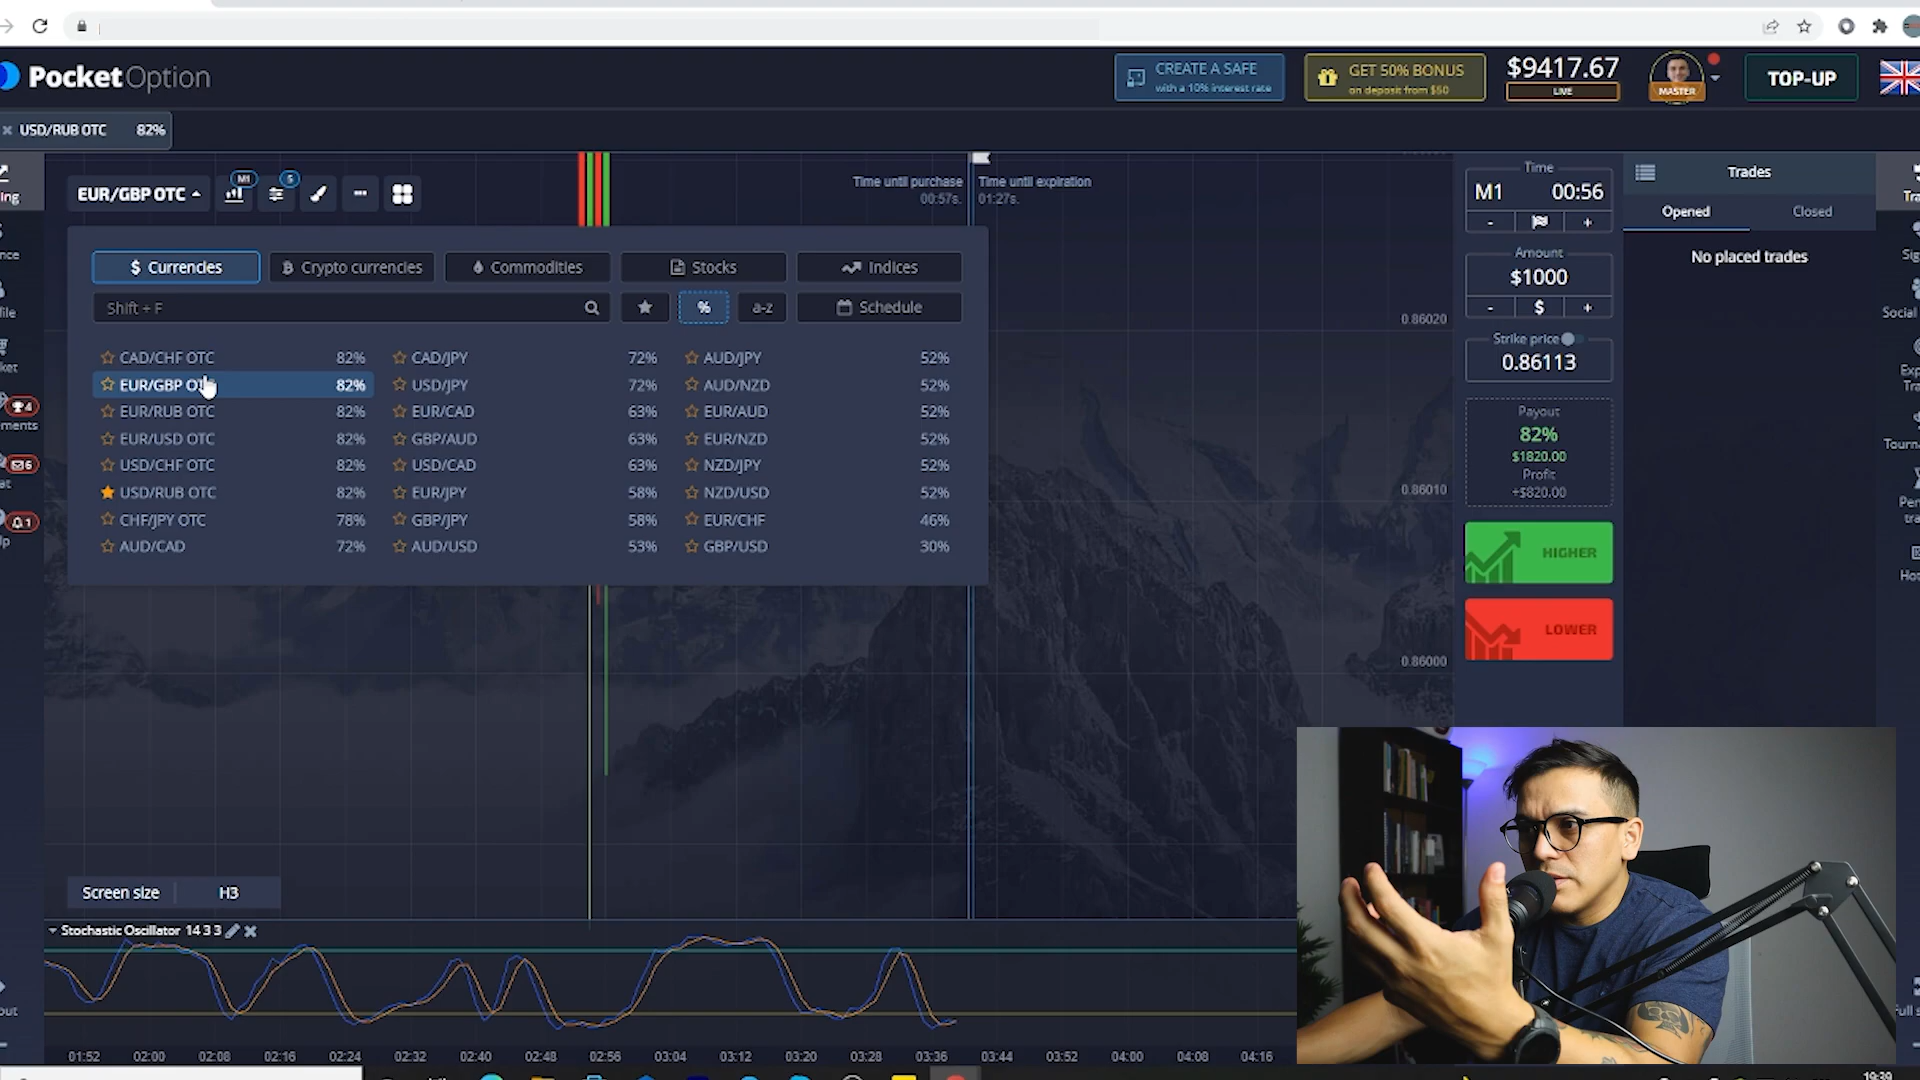 PocketOption
CREATE A SAFE
with a 10% interest rate
GET 50% BONUS
on deposit from $50
$9417.67
LIVE
MASTER
TOP-UP
USD/RUB OTC 82%
EUR/GBP OTC
M1
5
Time until purchase
00:57s.
Time until expiration
01:27s.
$ Currencies
Crypto currencies
Commodities
Stocks
Indices
Shift + F
%
a-z
Schedule
CAD/CHF OTC 82% CAD/JPY 72% AUD/JPY 52%
EUR/GBP 82% USD/JPY 72% AUD/NZD 52%
EUR/RUB OTC 82% EUR/CAD 63% EUR/AUD 52%
EUR/USD OTC 82% GBP/AUD 63% EUR/NZD 52%
USD/CHF OTC 82% USD/CAD 63% NZD/JPY 52%
USD/RUB OTC 82% EUR/JPY 58% NZD/USD 52%
CHF/JPY OTC 78% GBP/JPY 58% EUR/CHF 46%
AUD/CAD 72% AUD/USD 53% GBP/USD 30%
0.86020
0.86010
0.86000
Time
M1 00:56
- +
Amount
$1000
- $ +
Strike price
0.86113
Payout
82%
$1820.00
Profit
+$820.00
HIGHER
LOWER
Trades
Opened Closed
No placed trades
4
6
1
Social
Screen size H3
Stochastic Oscillator 14 3 3
01:52 02:00 02:08 02:16 02:24 02:32 02:40 02:48 02:56 03:04 03:12 03:20 03:28 03:36 03:44 03:52 04:00 04:08 04:16
19:39